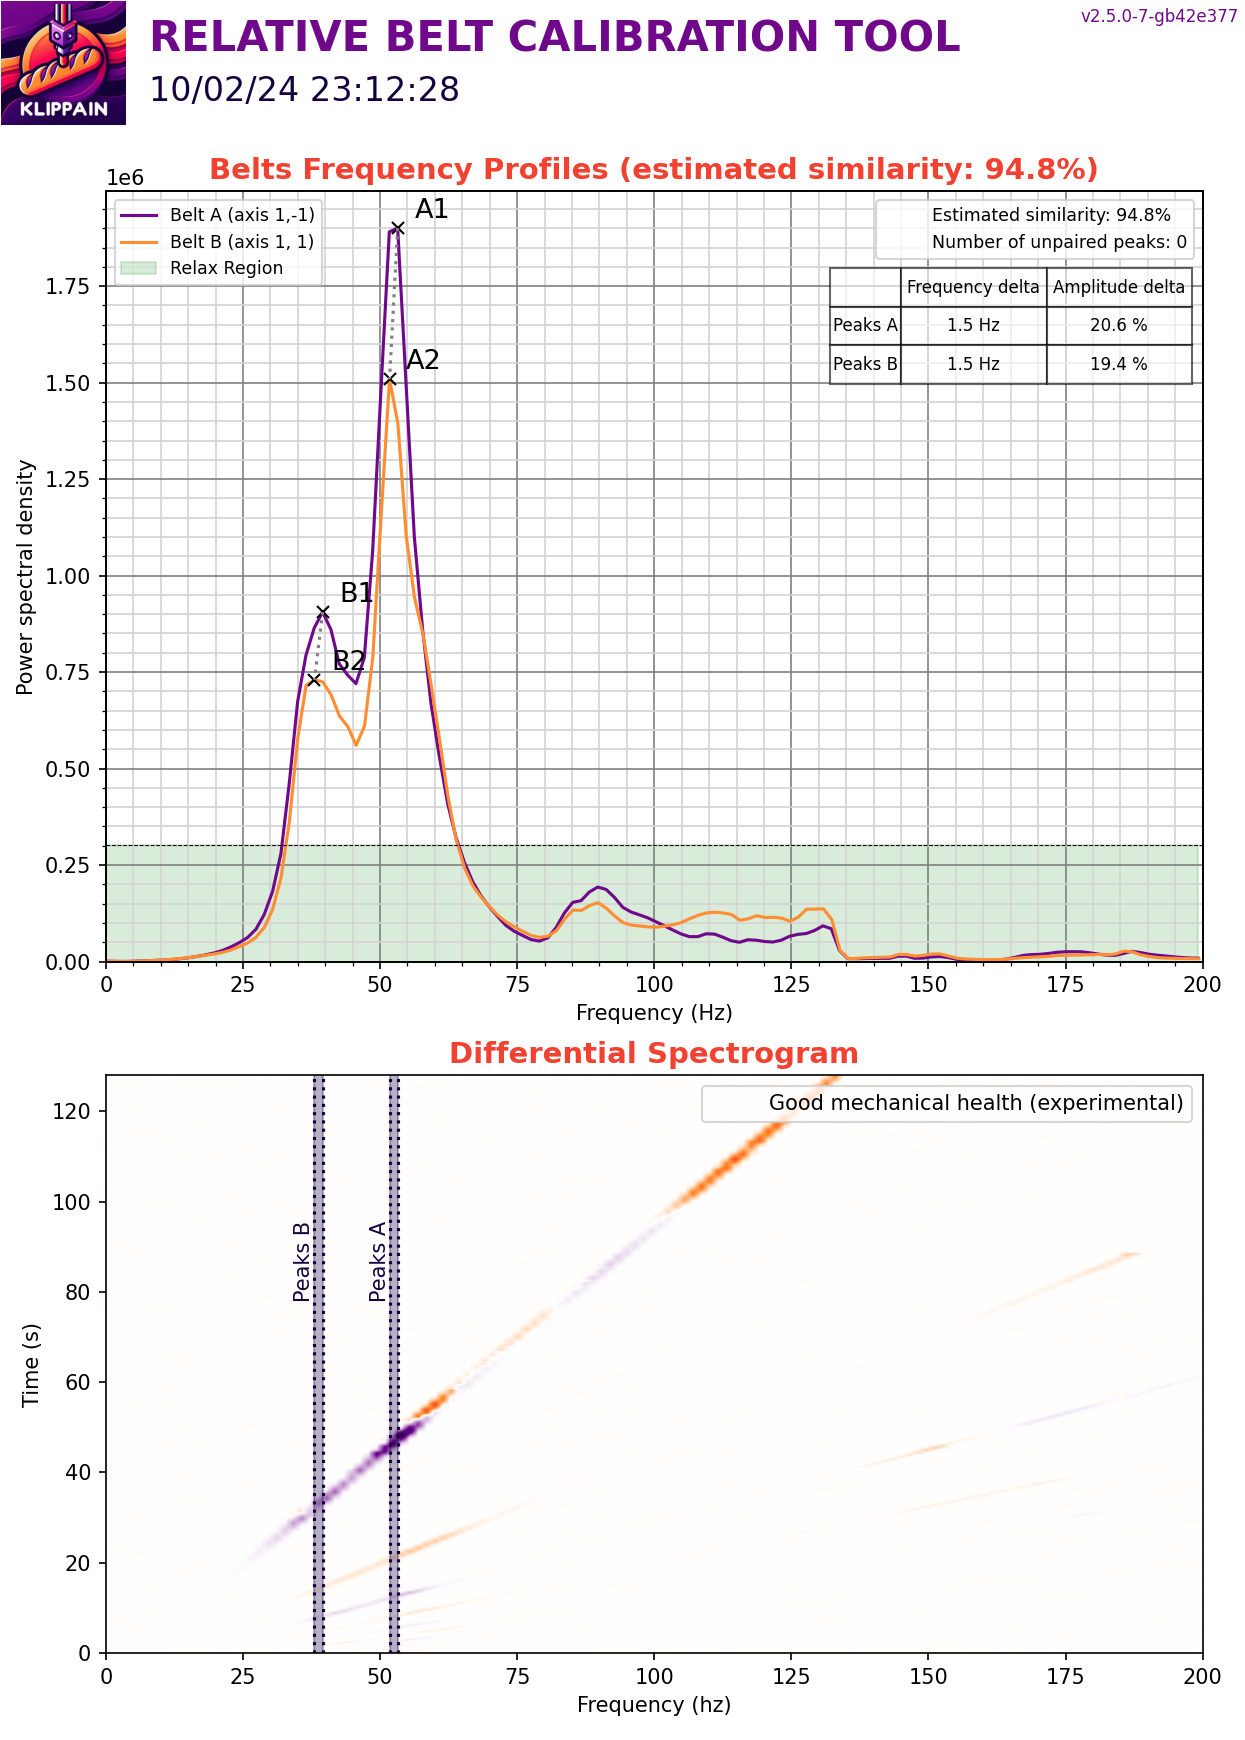 KLIPPAIN
RELATIVE BELT CALIBRATION TOOL
10/02/24 23:12:28
v2.5.0-7-gb42e377
Belts Frequency Profiles (estimated similarity: 94.8%)
1e6
Belt A (axis 1,-1)
Belt B (axis 1, 1)
Relax Region
Estimated similarity: 94.8%
Number of unpaired peaks: 0
Frequency delta Amplitude delta
Peaks A 1.5 Hz 20.6 %
Peaks B 1.5 Hz 19.4 %
A1
A2
B1
B2
Power spectral density
1.75
1.50
1.25
1.00
0.75
0.50
0.25
0.00
0 25 50 75 100 125 150 175 200
Frequency (Hz)
Differential Spectrogram
Good mechanical health (experimental)
Peaks B
Peaks A
Time (s)
120
100
80
60
40
20
0
0 25 50 75 100 125 150 175 200
Frequency (hz)